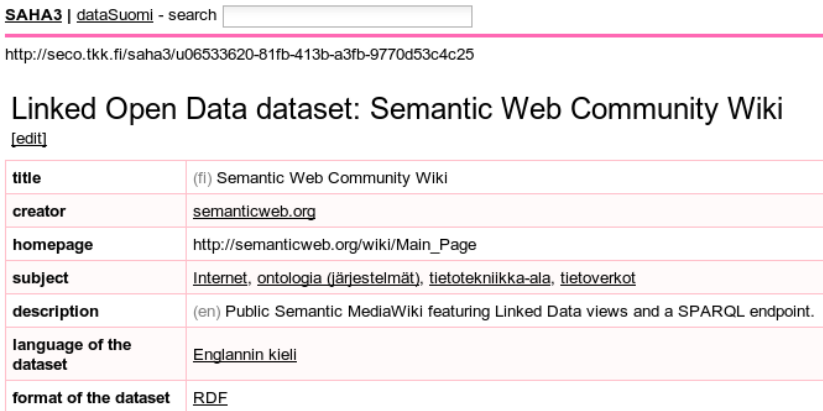 SAHA3 | dataSuomi - search
http://seco.tkk.fi/saha3/u06533620-81fb-413b-a3fb-9770d53c4c25
Linked Open Data dataset: Semantic Web Community Wiki
[edit]
title (fi) Semantic Web Community Wiki
creator semanticweb.org
homepage http://semanticweb.org/wiki/Main_Page
subject Internet, ontologia (järjestelmät), tietotekniikka-ala, tietoverkot
description (en) Public Semantic MediaWiki featuring Linked Data views and a SPARQL endpoint.
language of the
dataset Englannin kieli
format of the dataset RDF